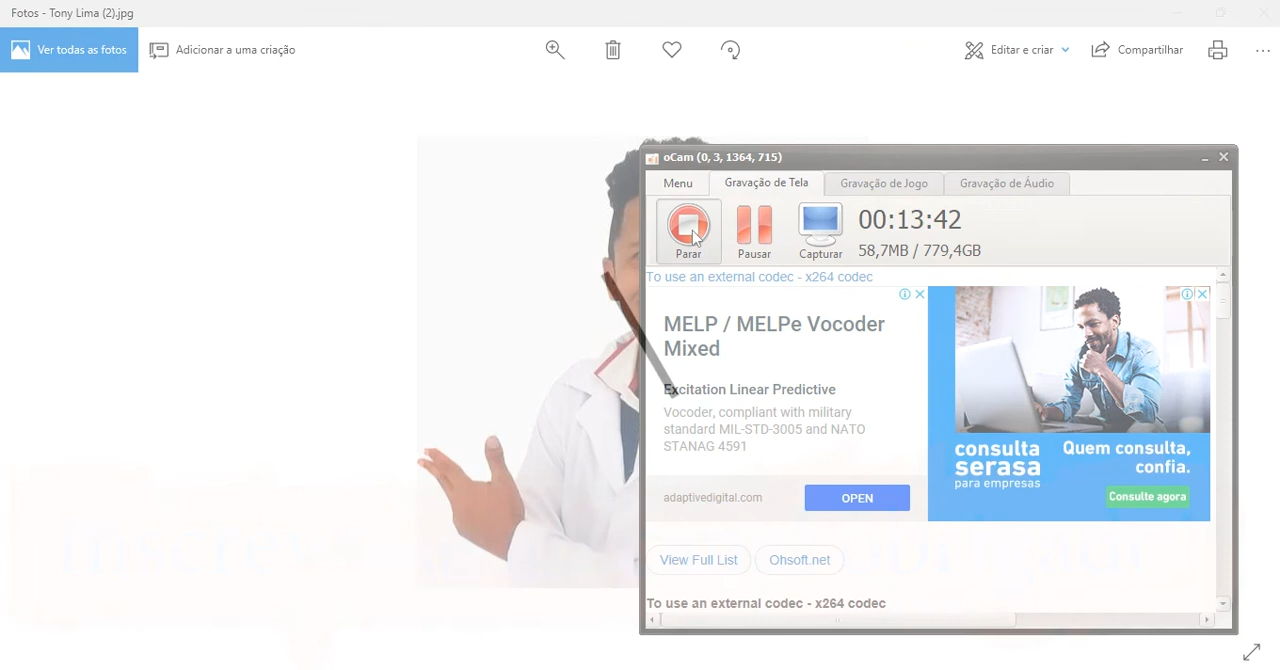 Fotos - Tony Lima (2).jpg
Ver todas as fotos
Adicionar a uma criação
Editar e criar
Compartilhar
oCam (0, 3, 1364, 715)
Menu
Gravação de Tela
Gravação de Jogo
Gravação de Áudio
Parar
Pausar
Capturar
00:13:42
58,7MB / 779,4GB
To use an external codec - x264 codec
MELP / MELPe Vocoder
Mixed
Excitation Linear Predictive
Vocoder, compliant with military
standard MIL-STD-3005 and NATO
STANAG 4591
adaptivedigital.com
OPEN
consulta
serasa
para empresas
Quem consulta,
confia.
Consulte agora
View Full List
Ohsoft.net
To use an external codec - x264 codec